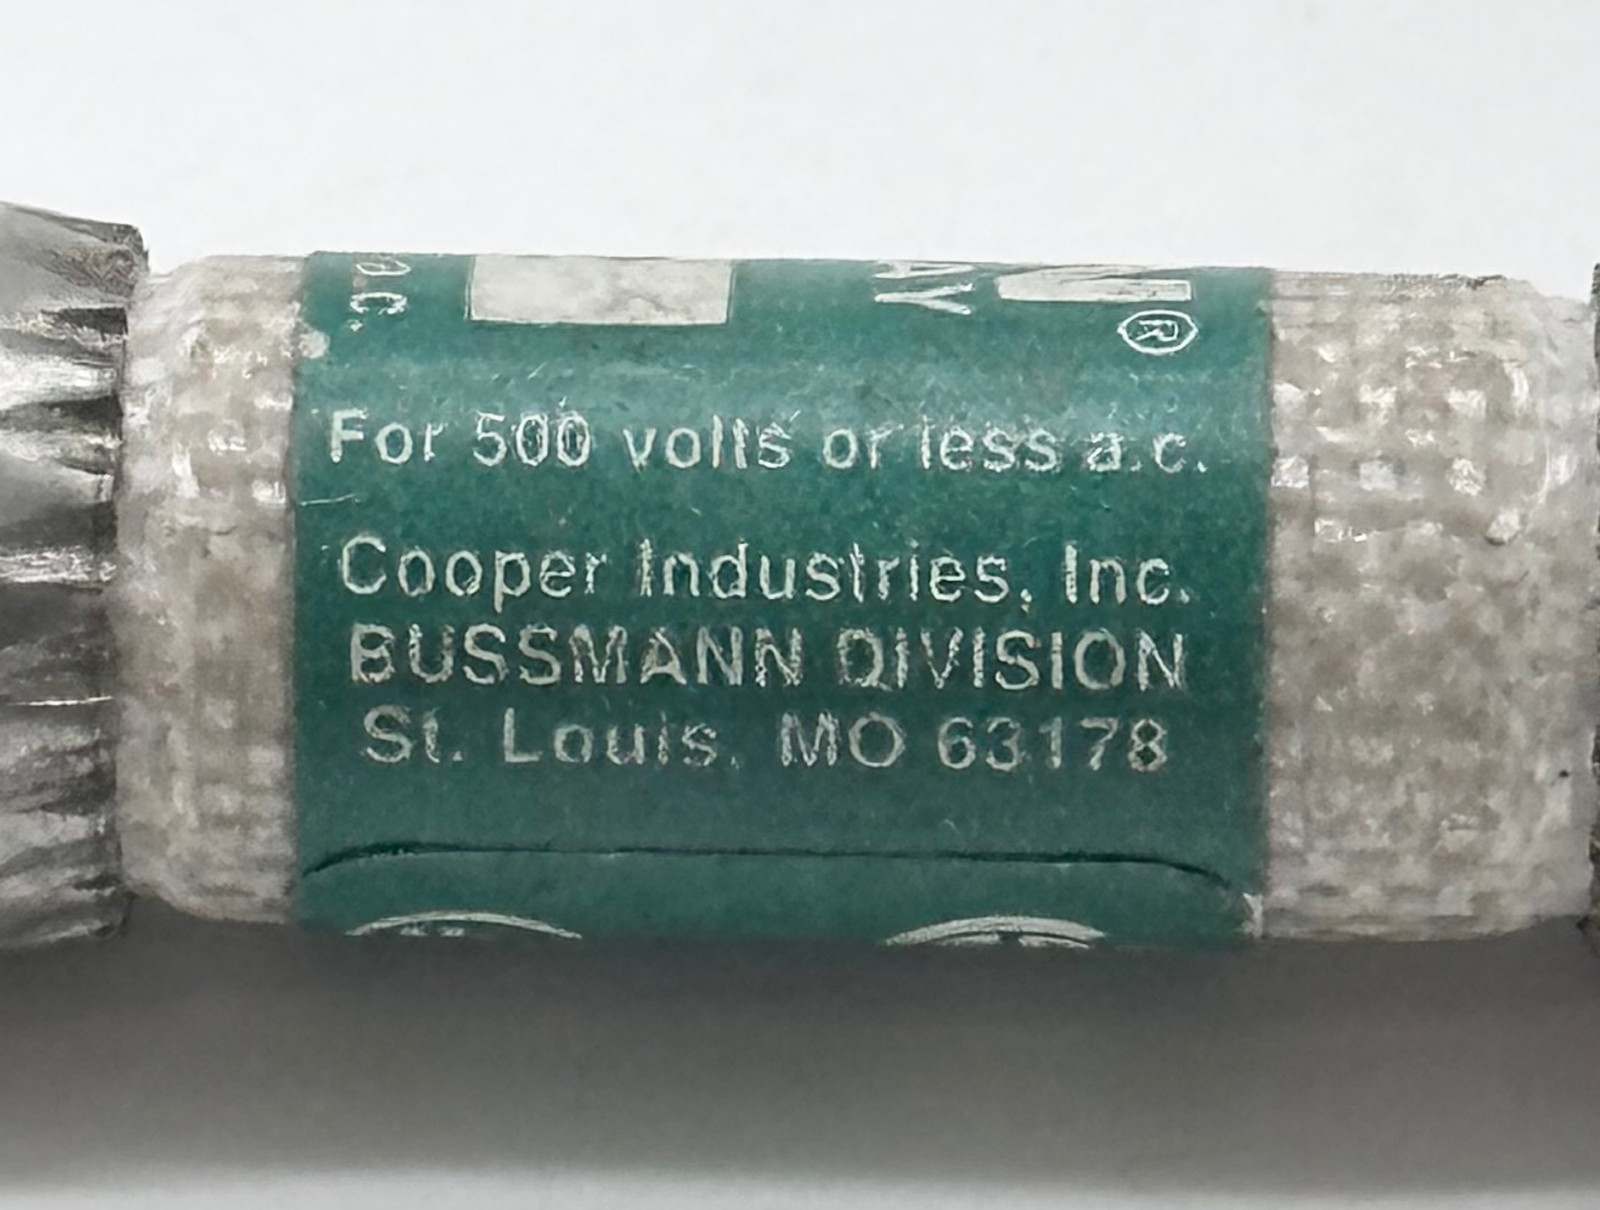 ®
For 500 volts or less a.c.
Cooper Industries, Inc.
BUSSMANN DIVISION
St. Louis, MO 63178